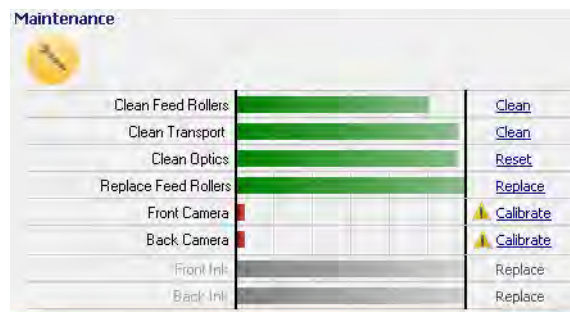 Maintenance
Clean Feed Rollers Clean
Clean Transport Clean
Clean Optics Reset
Replace Feed Rollers Replace
Front Camera Calibrate
Back Camera Calibrate
Front Ink Replace
Back Ink Replace